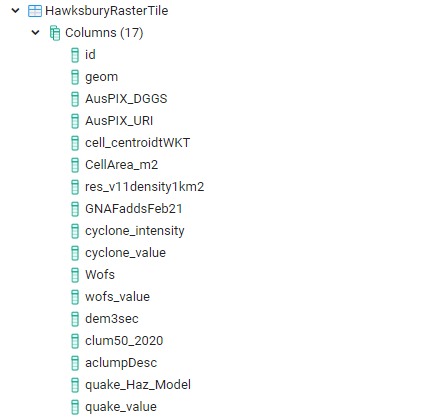 HawksburyRasterTile
Columns (17)
id
geom
AusPIX_DGGS
AusPIX_URI
cell_centroidtWKT
CellArea_m2
res_v11density1km2
GNAFaddsFeb21
cyclone_intensity
cyclone_value
Wofs
wofs_value
dem3sec
clum50_2020
aclumpDesc
quake_Haz_Model
quake_value